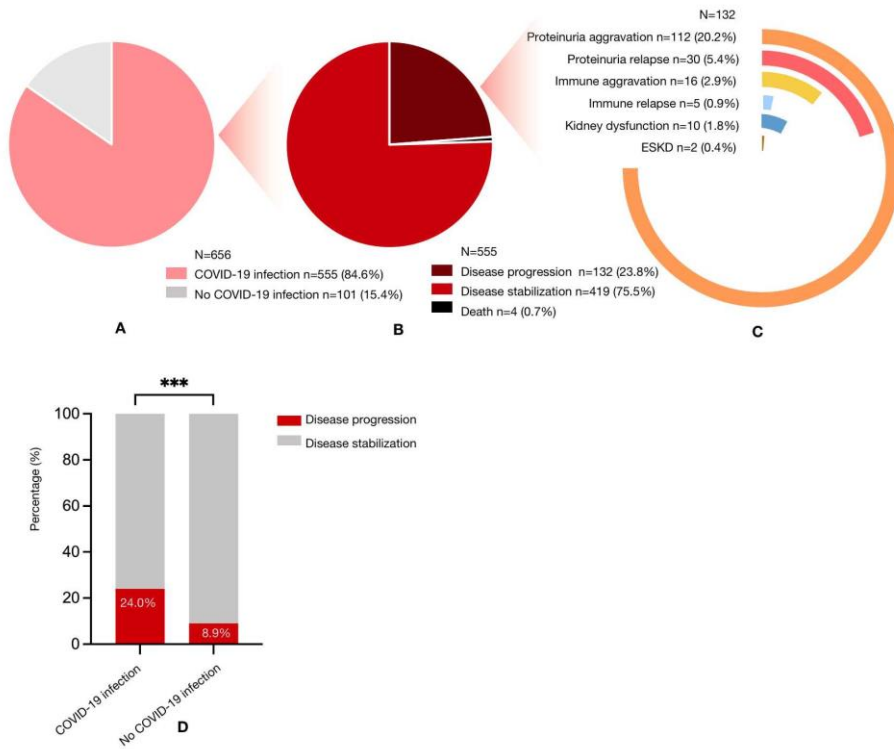 N=656
COVID-19 infection n=555 (84.6%)
No COVID-19 infection n=101 (15.4%)
A
N=555
Disease progression n=132 (23.8%)
Disease stabilization n=419 (75.5%)
Death n=4 (0.7%)
B
N=132
Proteinuria aggravation n=112 (20.2%)
Proteinuria relapse n=30 (5.4%)
Immune aggravation n=16 (2.9%)
Immune relapse n=5 (0.9%)
Kidney dysfunction n=10 (1.8%)
ESKD n=2 (0.4%)
C
***
100
80
60
40
20
0
Percentage (%)
24.0%
8.9%
COVID-19 infection
No COVID-19 infection
Disease progression
Disease stabilization
D